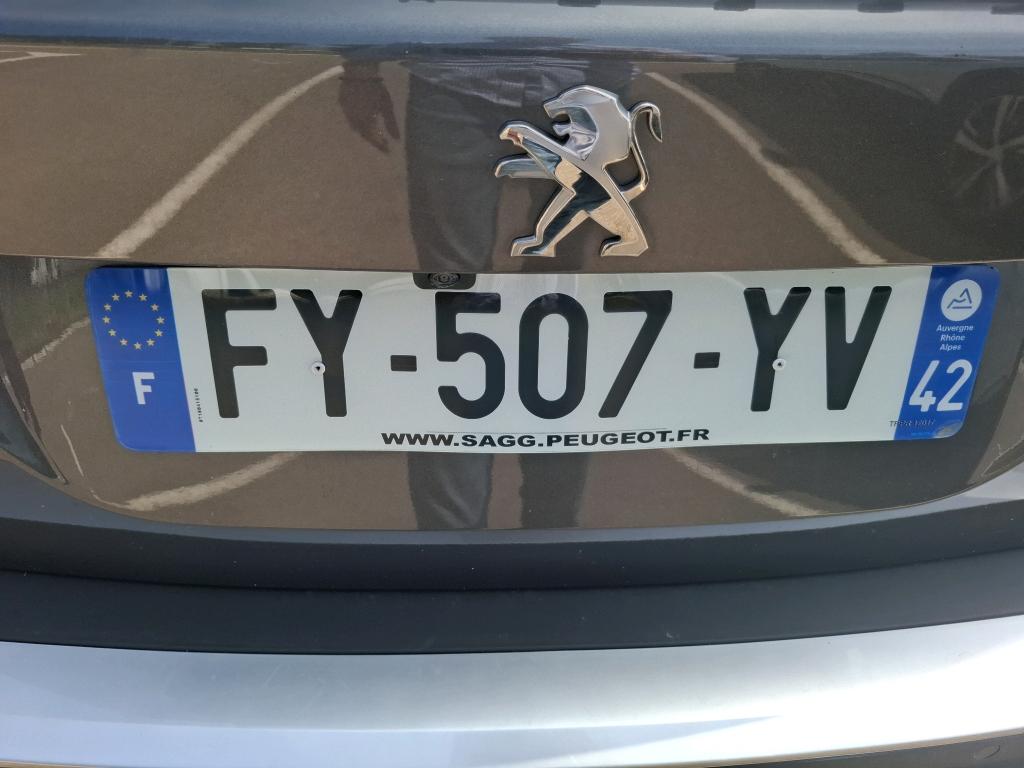 F
FY-507-YV
Auvergne
Rhône
Alpes
42
WWW.SAGG.PEUGEOT.FR